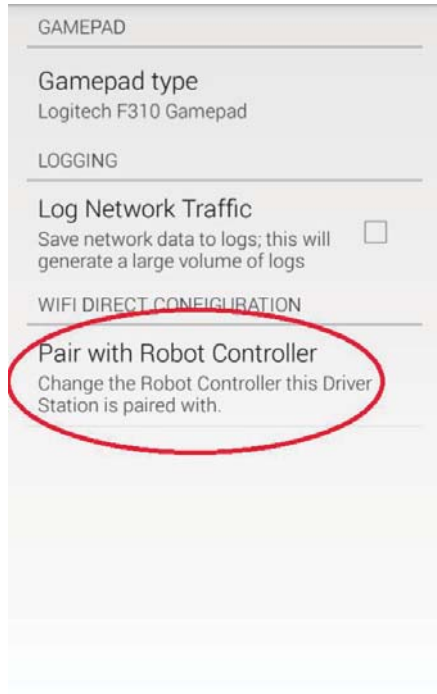 GAMEPAD
Gamepad type
Logitech F310 Gamepad
LOGGING
Log Network Traffic
Save network data to logs; this will
generate a large volume of logs
WIFI DIRECT CONFIGURATION
Pair with Robot Controller
Change the Robot Controller this Driver
Station is paired with.